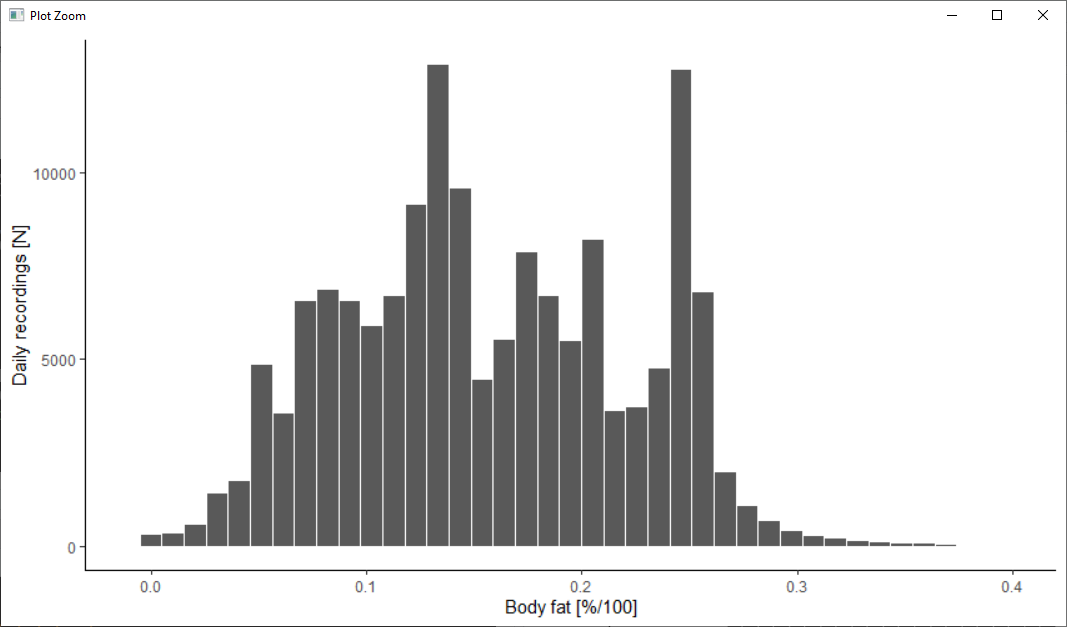 Plot Zoom
Daily recordings [N]
10000
5000
0
0.0 0.1 0.2 0.3 0.4
Body fat [%/100]